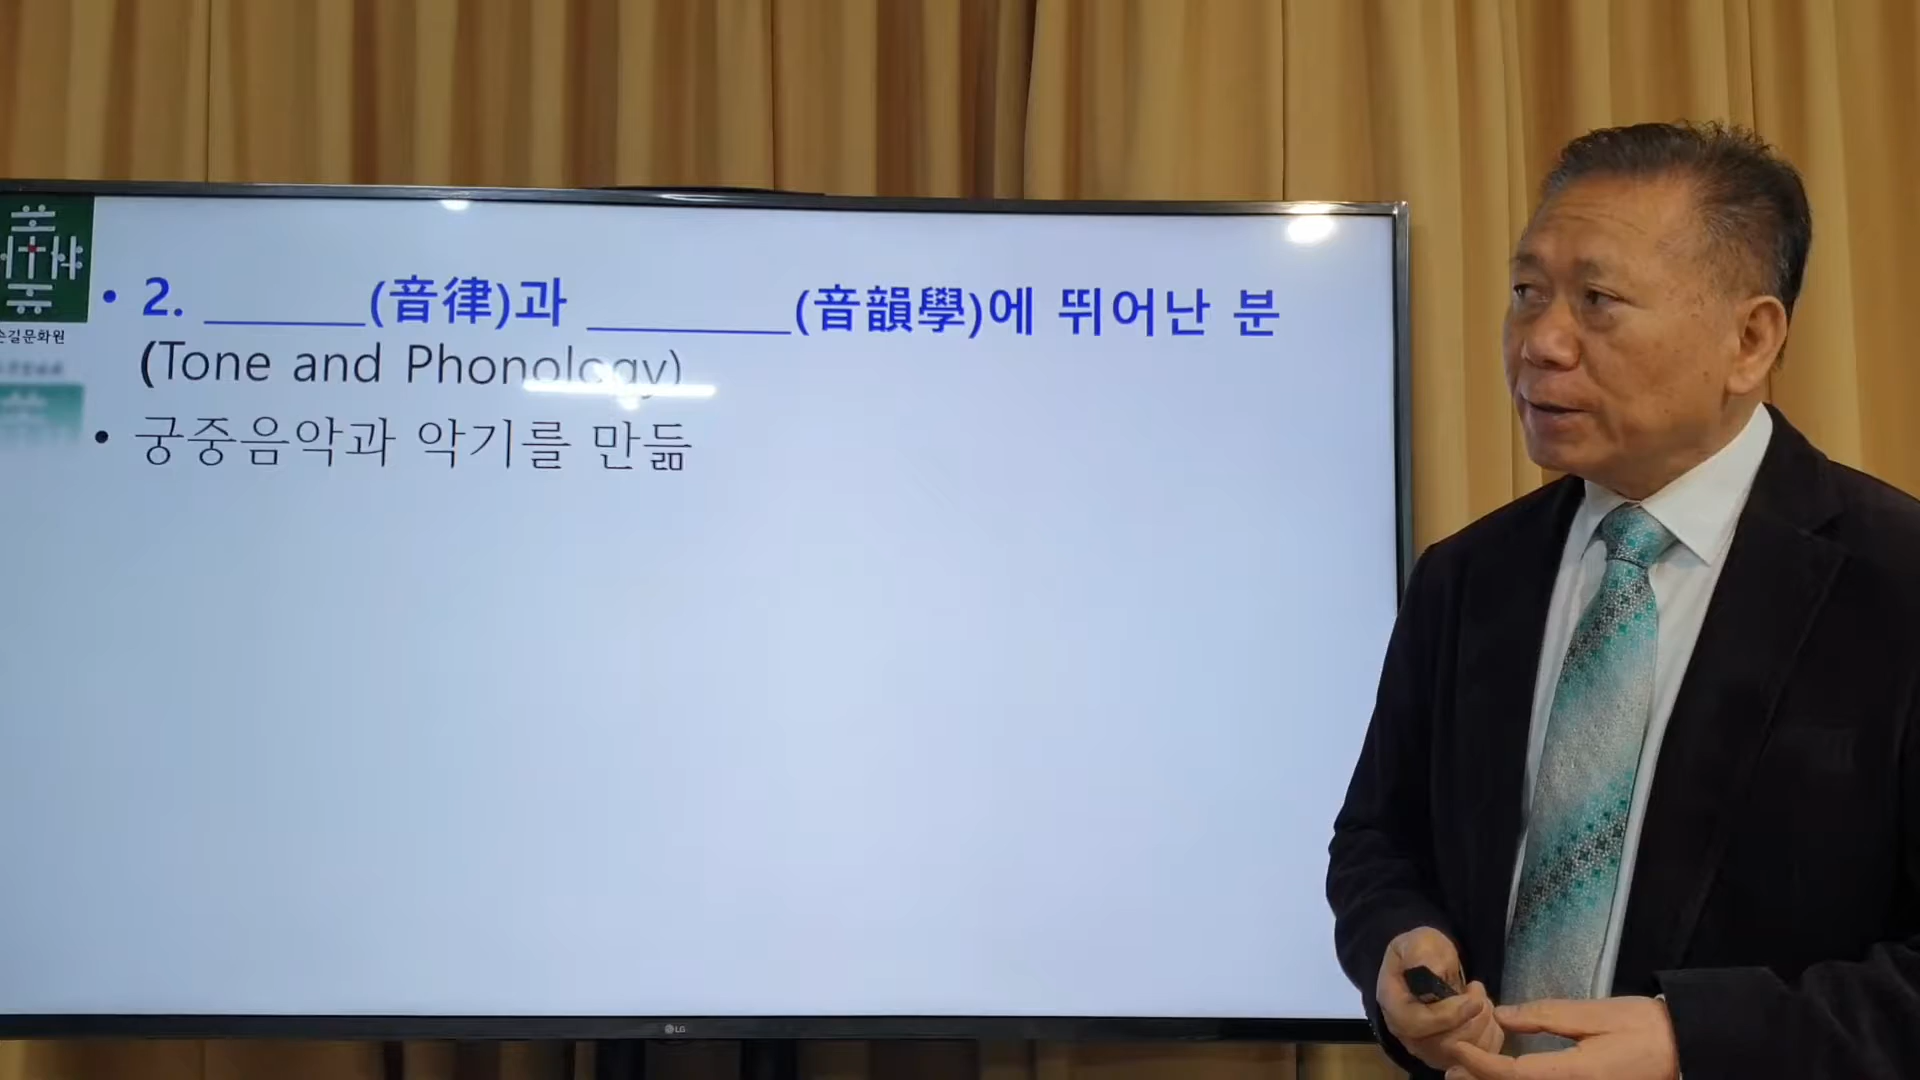 손길문화원
• 2. ______(音律)과 ________(音韻學)에 뛰어난 분
(Tone and Phonology)
• 궁중음악과 악기를 만듦
LG